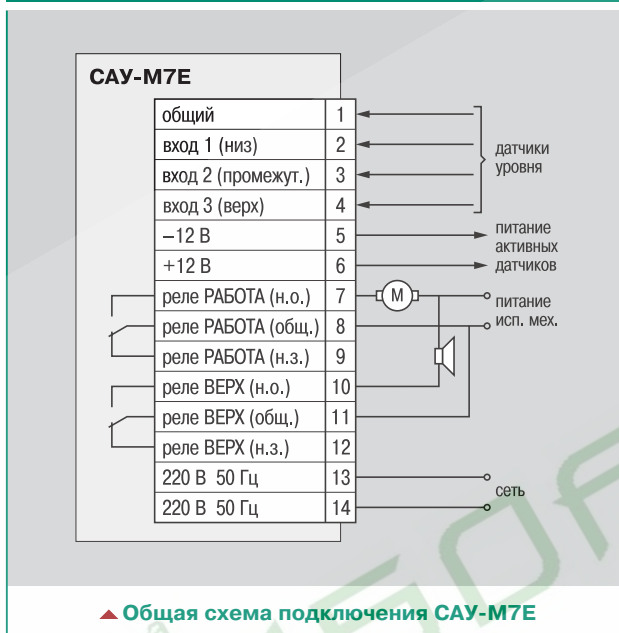 САУ-М7Е
общий 1
вход 1 (низ) 2
вход 2 (промежут.) 3
вход 3 (верх) 4
датчики
уровня
–12 В 5
+12 В 6
питание
активных
датчиков
реле РАБОТА (н.о.) 7
М
реле РАБОТА (общ.) 8
питание
исп. мех.
реле РАБОТА (н.з.) 9
реле ВЕРХ (н.о.) 10
реле ВЕРХ (общ.) 11
реле ВЕРХ (н.з.) 12
220 В 50 Гц 13
220 В 50 Гц 14
сеть
Общая схема подключения САУ-М7Е